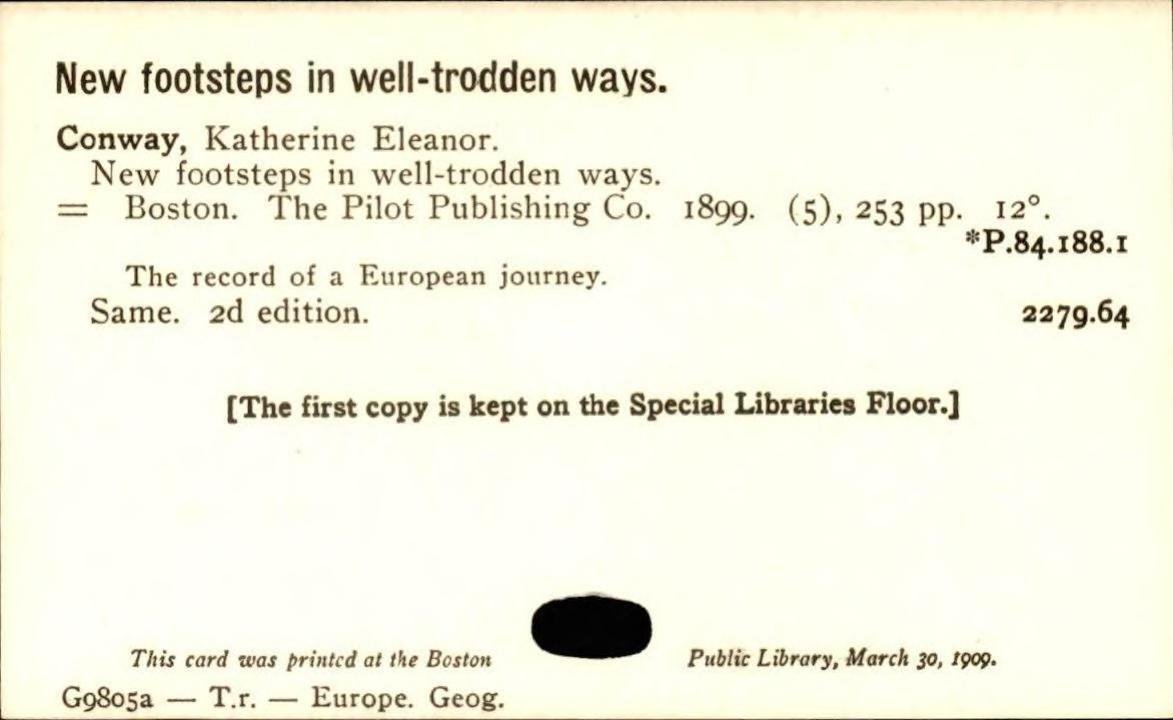 New footsteps in well-trodden ways.
Conway, Katherine Eleanor.
New footsteps in well-trodden ways.
= Boston. The Pilot Publishing Co. 1899. (5), 253 pp. 12°.
*P.84.188.1
The record of a European journey.
Same. 2d edition. 2279.64
[The first copy is kept on the Special Libraries Floor.]
This card was printed at the Boston Public Library, March 30, 1909.
G9805a — T.r. — Europe. Geog.